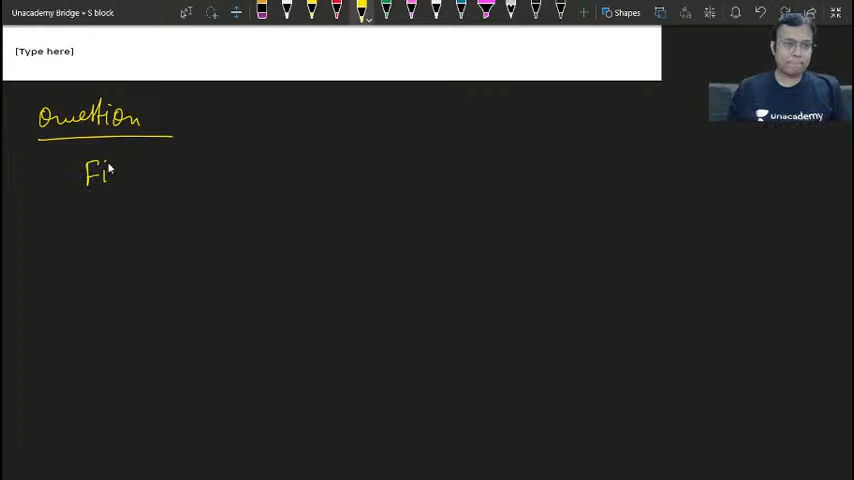 Unacademy Bridge - S block
Shapes
[Type here]
unacademy
Question
Fi